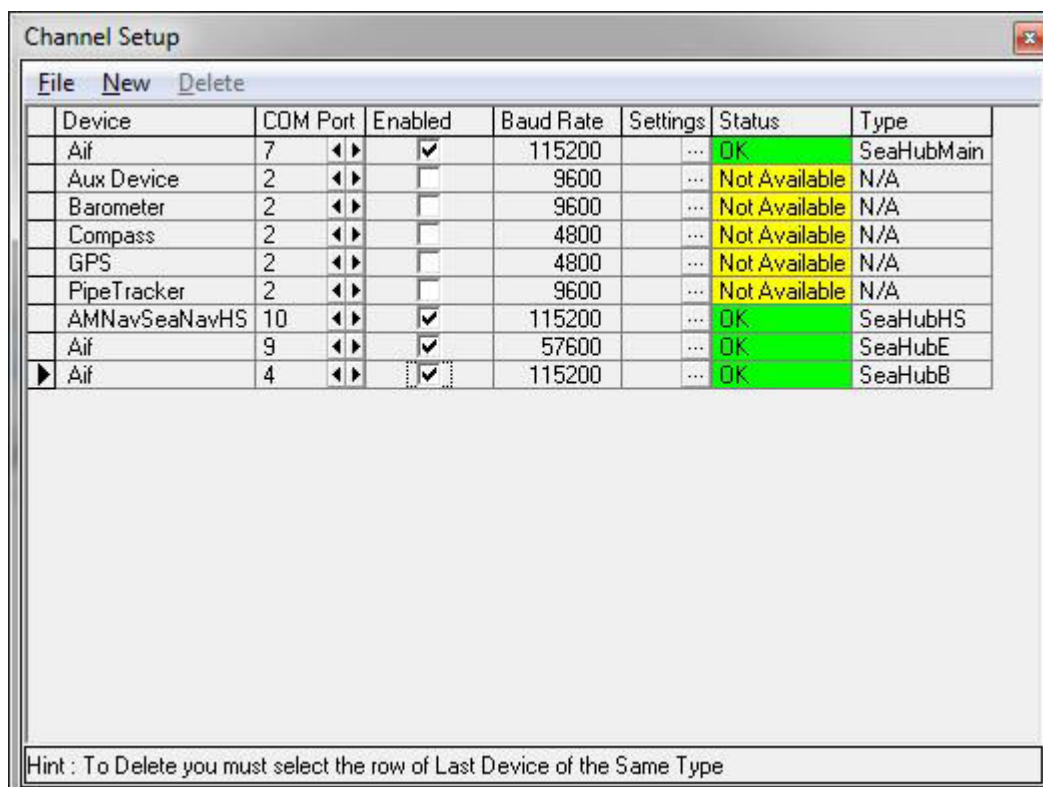 Channel Setup
File New Delete
Device COM Port Enabled Baud Rate Settings Status Type
Aif 7 115200 ... OK SeaHubMain
Aux Device 2 9600 ... Not Available N/A
Barometer 2 9600 ... Not Available N/A
Compass 2 4800 ... Not Available N/A
GPS 2 4800 ... Not Available N/A
PipeTracker 2 9600 ... Not Available N/A
AMNavSeaNavHS 10 115200 ... OK SeaHubHS
Aif 9 57600 ... OK SeaHubE
Aif 4 115200 ... OK SeaHubB
Hint : To Delete you must select the row of Last Device of the Same Type